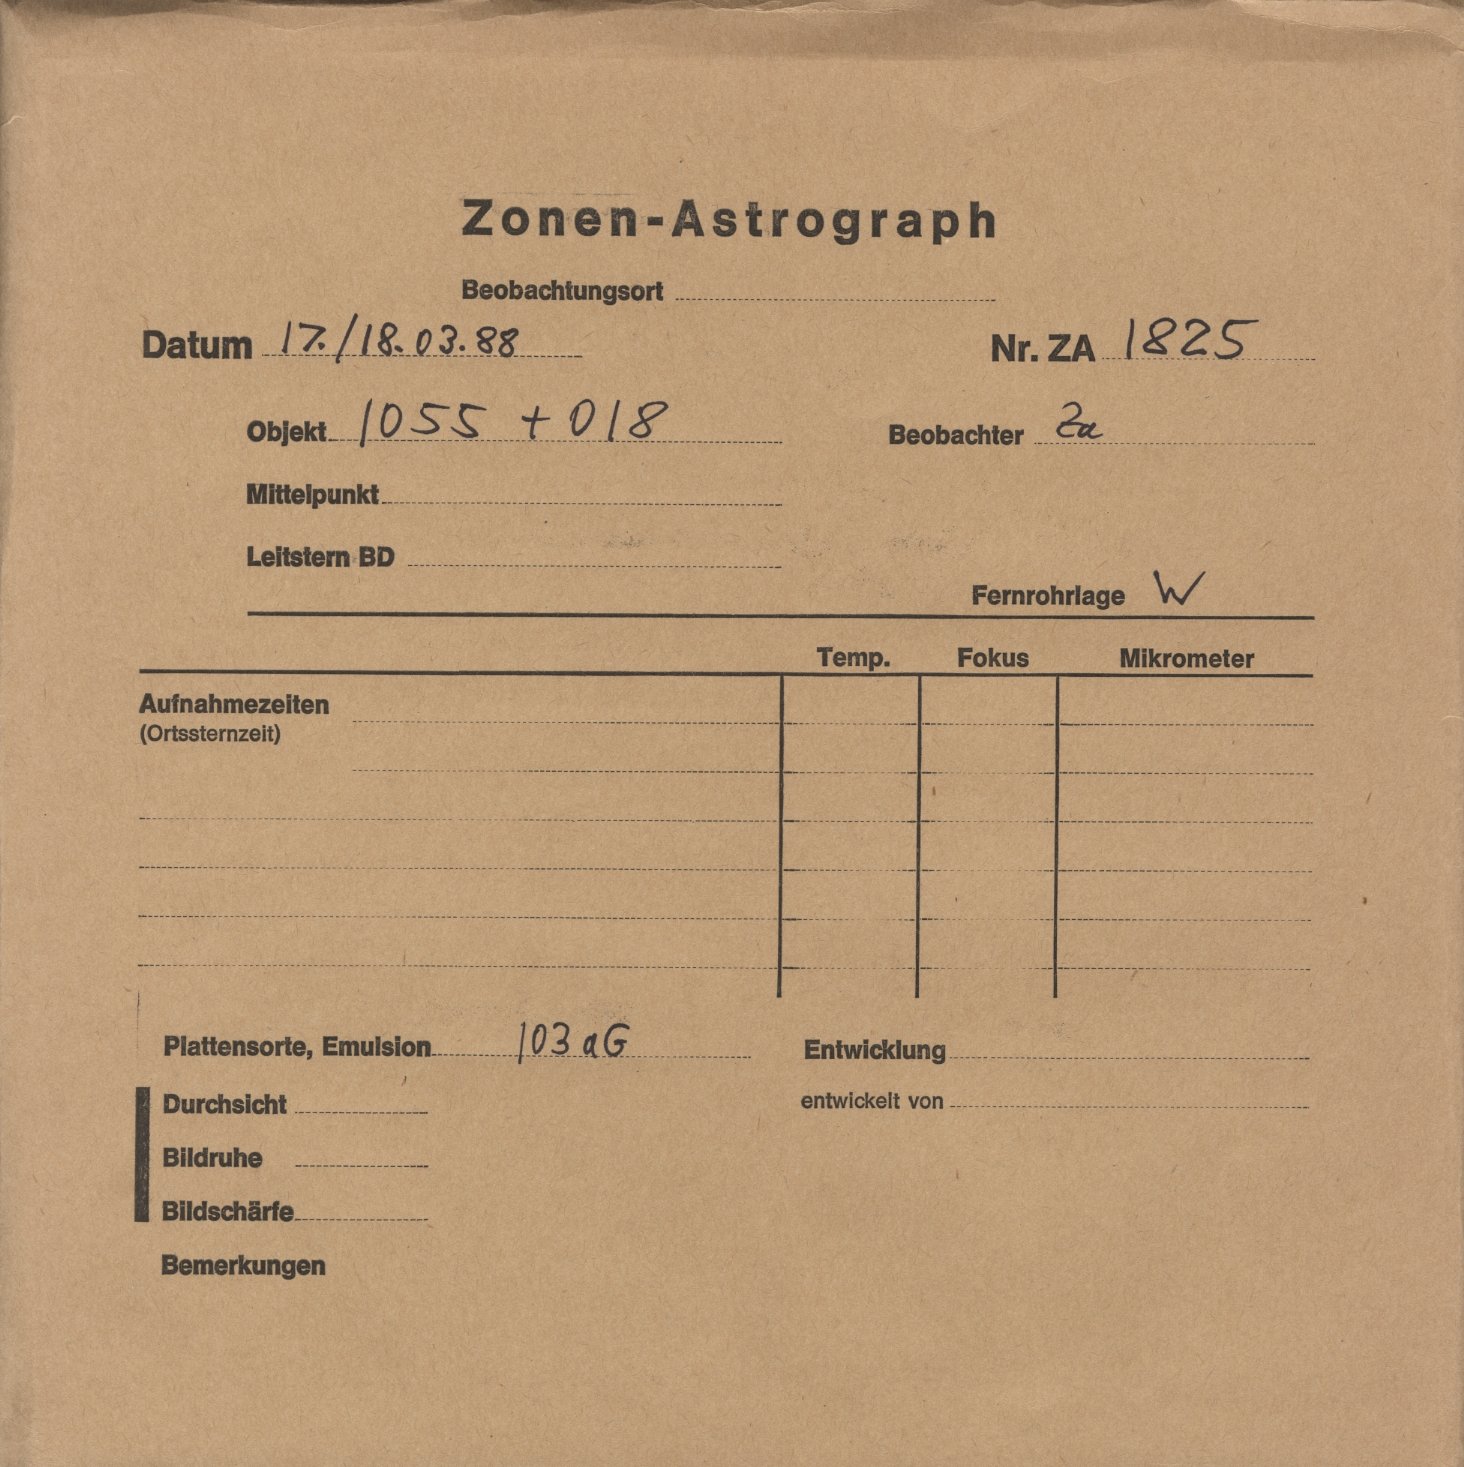 Zonen-Astrograph
Beobachtungsort
Datum 17./18.03.88 Nr. ZA 1825
Objekt 1055 + 018 Beobachter Za
Mittelpunkt
Leitstern BD
Fernrohrlage W
Temp. Fokus Mikrometer
Aufnahmezeiten
(Ortssternzeit)
Plattensorte, Emulsion 103 aG Entwicklung
Durchsicht entwickelt von
Bildruhe
Bildschärfe
Bemerkungen